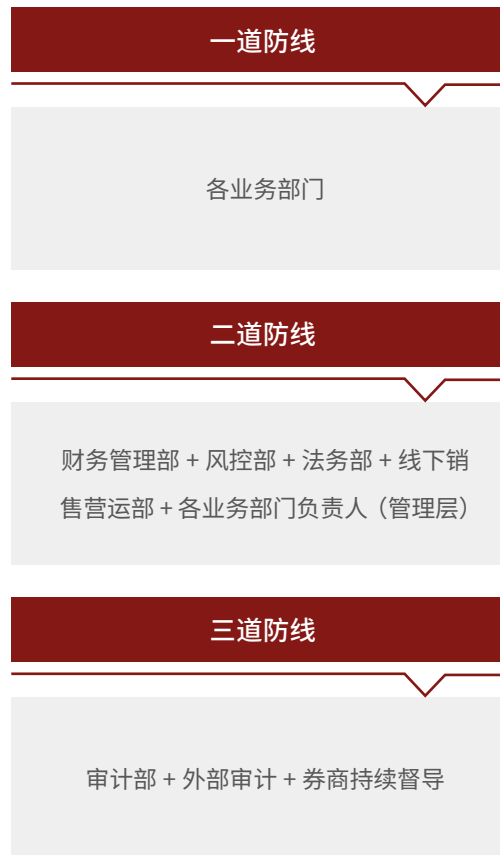 一道防线
各业务部门
二道防线
财务管理部 + 风控部 + 法务部 + 线下销
售营运部 + 各业务部门负责人（管理层）
三道防线
审计部 + 外部审计 + 券商持续督导